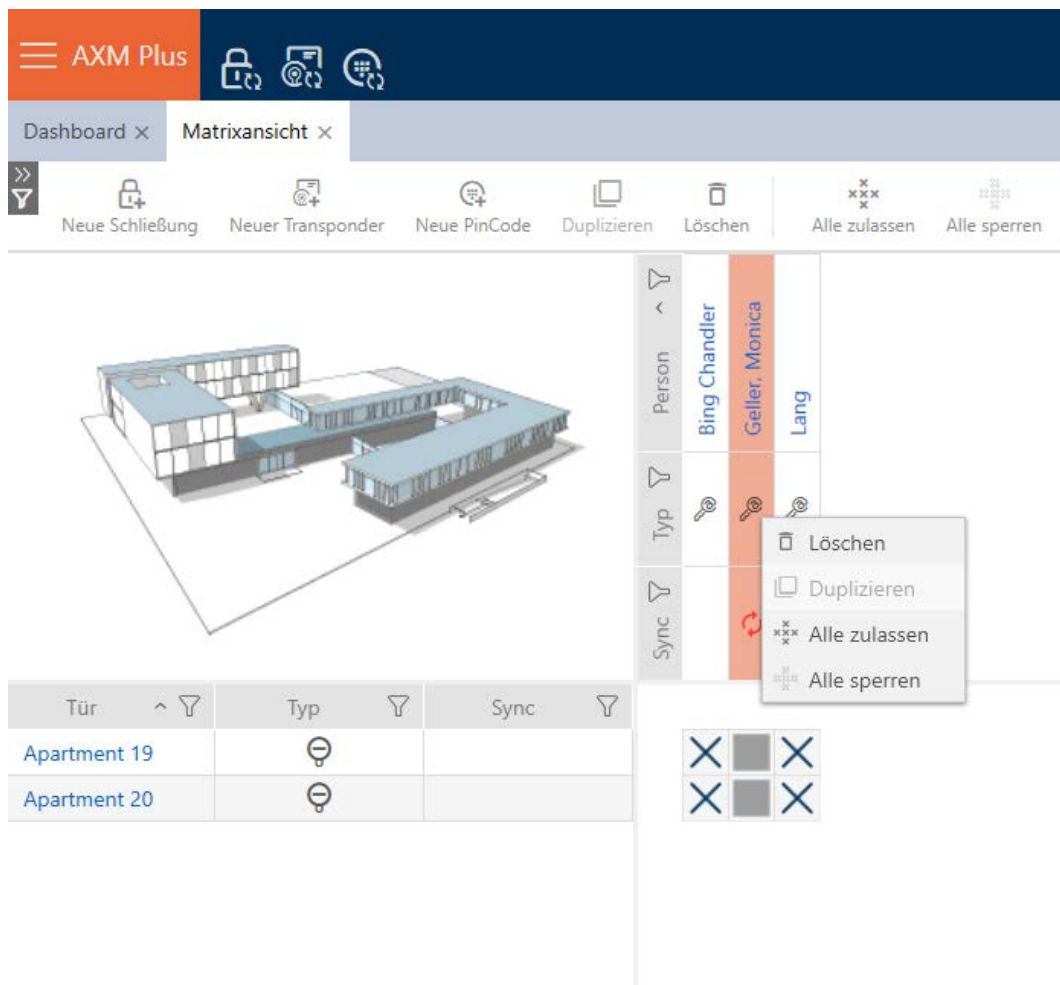 AXM Plus
Dashboard
Matrixansicht
Neue Schließung
Neuer Transponder
Neue PinCode
Duplizieren
Löschen
Alle zulassen
Alle sperren
Person
Bing Chandler
Geller, Monica
Lang
Typ
Sync
Löschen
Duplizieren
Alle zulassen
Alle sperren
Tür
Typ
Sync
Apartment 19
Apartment 20